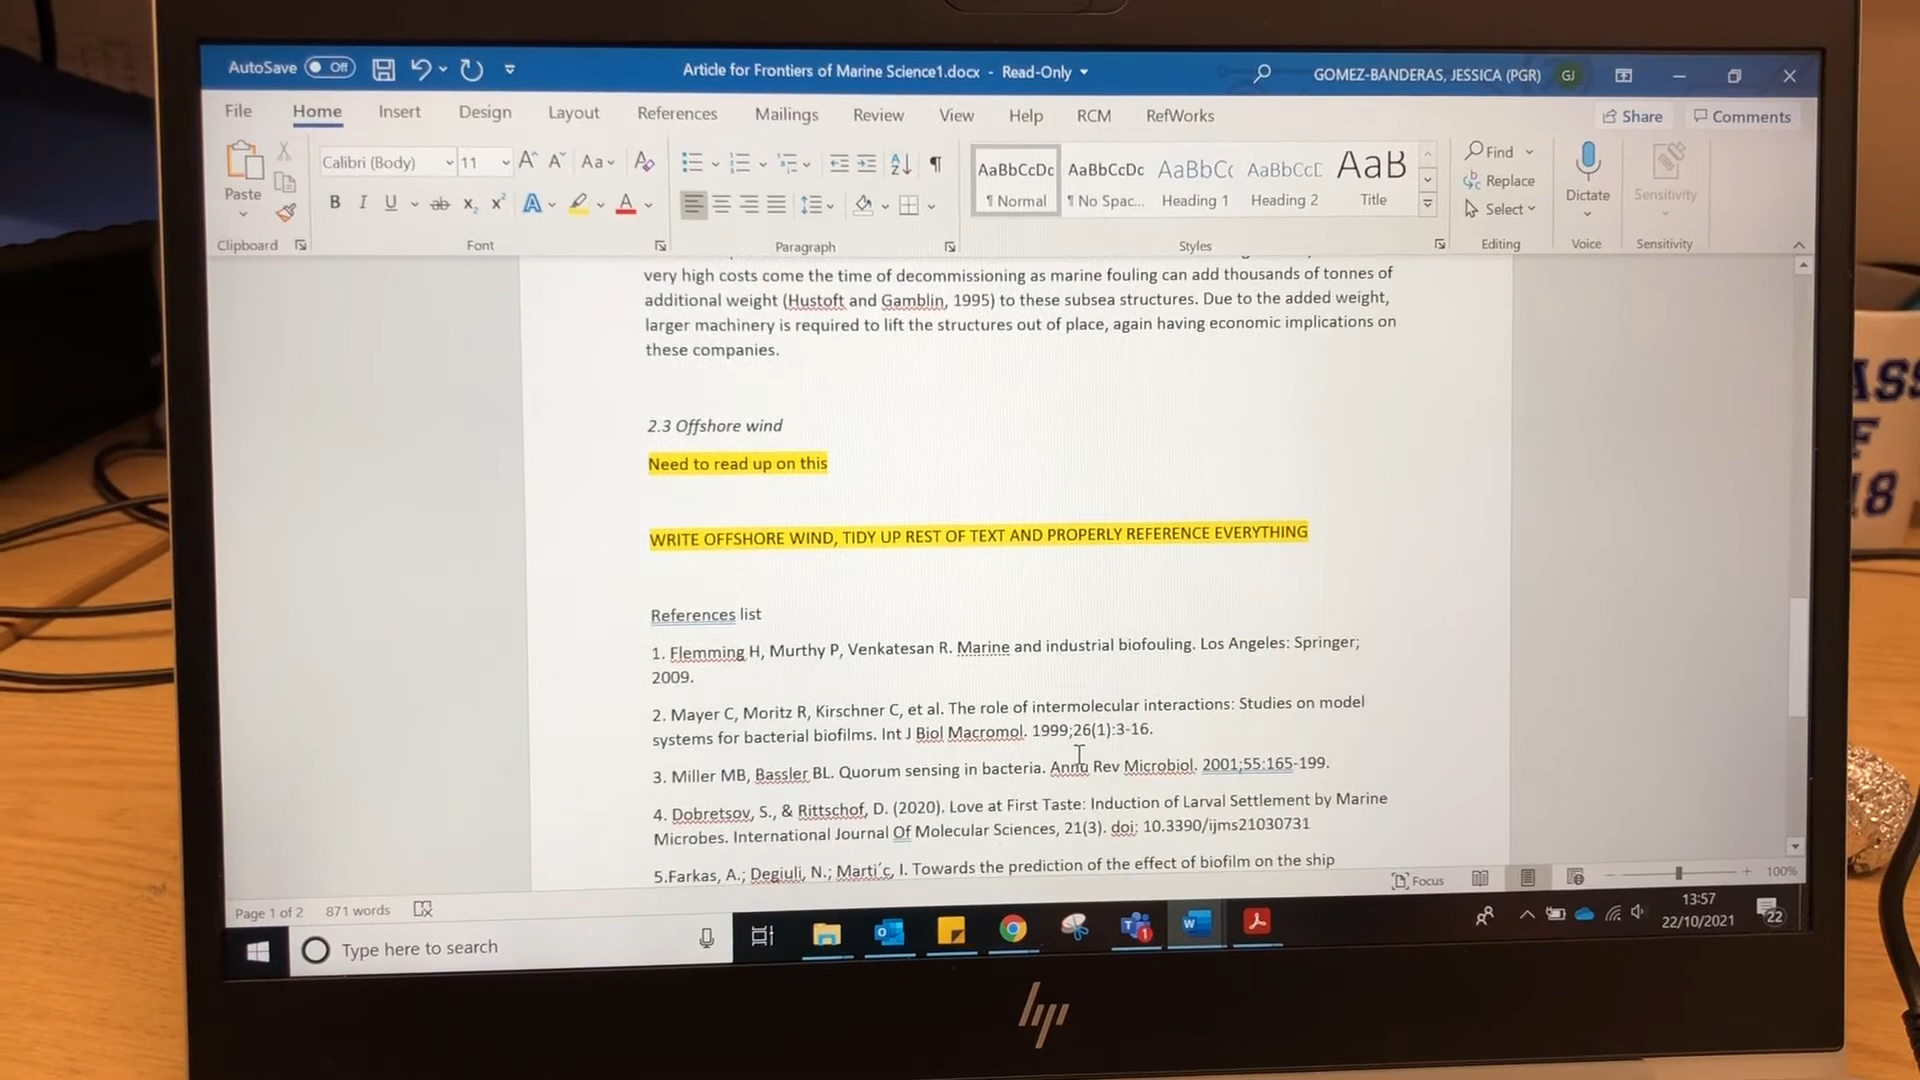 AutoSave Off Article for Frontiers of Marine Science1.docx - Read-Only GOMEZ-BANDERAS, JESSICA (PGR) GJ
File Home Insert Design Layout References Mailings Review View Help RCM RefWorks Share Comments
Paste Calibri (Body) 11 Aa
B I U ab x2 x2 A A
AaBbCcDc AaBbCcDc AaBbCc AaBbCcD AaB
¶ Normal ¶ No Spac... Heading 1 Heading 2 Title
Find
Replace
Select
Dictate Sensitivity
Clipboard Font Paragraph Styles Editing Voice Sensitivity
very high costs come the time of decommissioning as marine fouling can add thousands of tonnes of
additional weight (Hustoft and Gamblin, 1995) to these subsea structures. Due to the added weight,
larger machinery is required to lift the structures out of place, again having economic implications on
these companies.
2.3 Offshore wind
Need to read up on this
WRITE OFFSHORE WIND, TIDY UP REST OF TEXT AND PROPERLY REFERENCE EVERYTHING
References list
1. Flemming H, Murthy P, Venkatesan R. Marine and industrial biofouling. Los Angeles: Springer;
2009.
2. Mayer C, Moritz R, Kirschner C, et al. The role of intermolecular interactions: Studies on model
systems for bacterial biofilms. Int J Biol Macromol. 1999;26(1):3-16.
3. Miller MB, Bassler BL. Quorum sensing in bacteria. Annu Rev Microbiol. 2001;55:165-199.
4. Dobretsov, S., & Rittschof, D. (2020). Love at First Taste: Induction of Larval Settlement by Marine
Microbes. International Journal Of Molecular Sciences, 21(3). doi: 10.3390/ijms21030731
5.Farkas, A.; Degiuli, N.; Marti´c, I. Towards the prediction of the effect of biofilm on the ship
Page 1 of 2 871 words Focus 100%
Type here to search
13:57
22/10/2021
22
hp
ASS
F
18